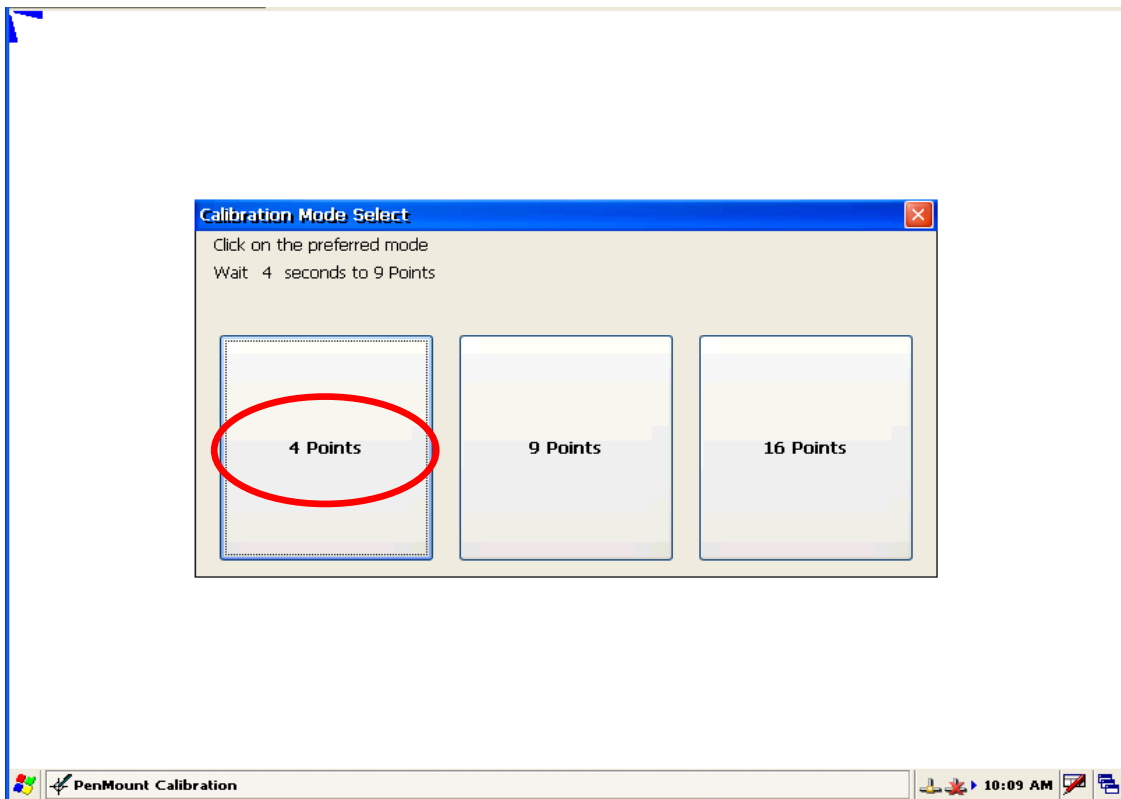 Calibration Mode Select
Click on the preferred mode
Wait 4 seconds to 9 Points
4 Points
9 Points
16 Points
PenMount Calibration
10:09 AM